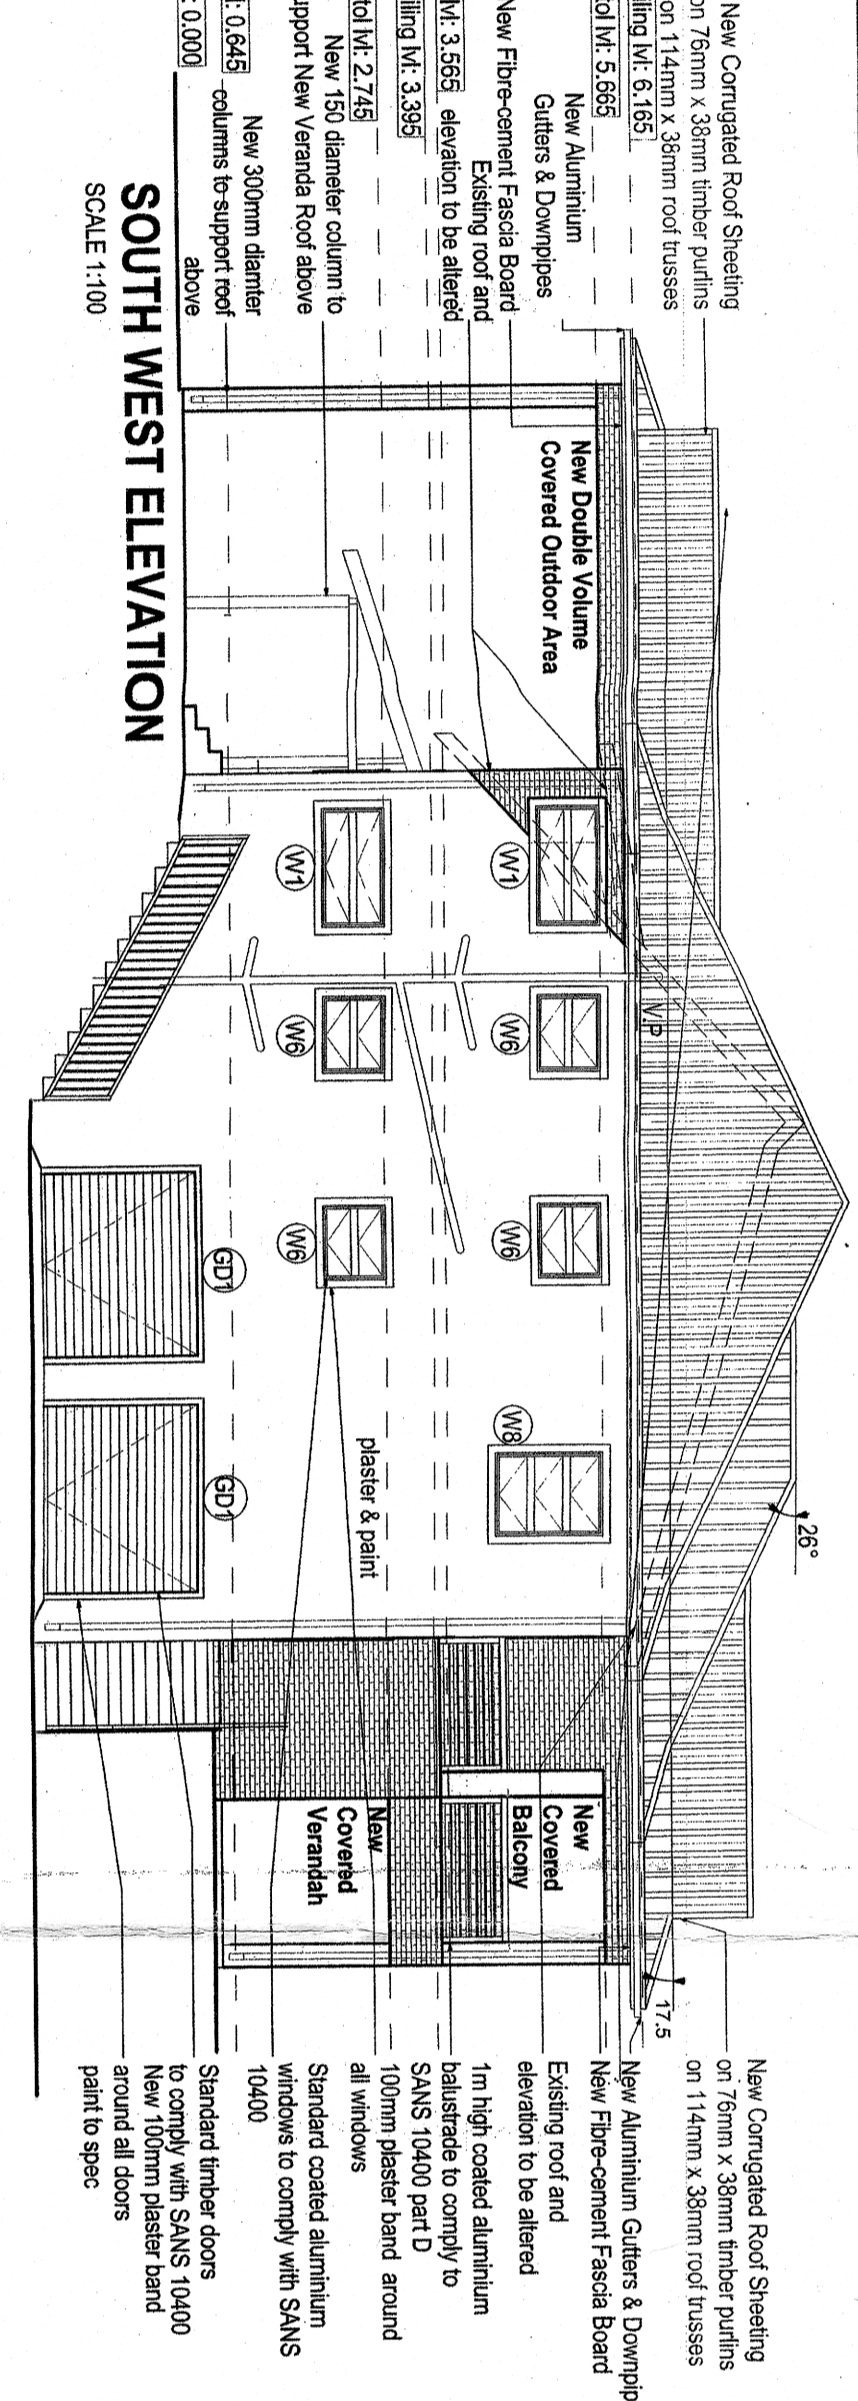 New Corrugated Roof Sheeting
on 76mm x 38mm timber purlins
on 114mm x 38mm roof trusses
iling lvl: 6.165
tol lvl: 5.665
New Aluminium
Gutters & Downpipes
New Fibre-cement Fascia Board
Existing roof and
elevation to be altered
lvl: 3.565
iling lvl: 3.395
tol lvl: 2.745
New 150 diameter column to
upport New Veranda Roof above
New 300mm diamter
columns to support roof
above
l: 0.645
: 0.000
SOUTH WEST ELEVATION
SCALE 1:100
New Double Volume
Covered Outdoor Area
W1
W1
V.P
W6
W6
W6
W6
W8
GD1
GD1
plaster & paint
26°
New
Covered
Balcony
New
Covered
Verandah
17.5
New Corrugated Roof Sheeting
on 76mm x 38mm timber purlins
on 114mm x 38mm roof trusses
New Aluminium Gutters & Downpip
New Fibre-cement Fascia Board
Existing roof and
elevation to be altered
1m high coated aluminium
balustrade to comply to
SANS 10400 part D
100mm plaster band around
all windows
Standard coated aluminium
windows to comply with SANS
10400
Standard timber doors
to comply with SANS 10400
New 100mm plaster band
around all doors
paint to spec